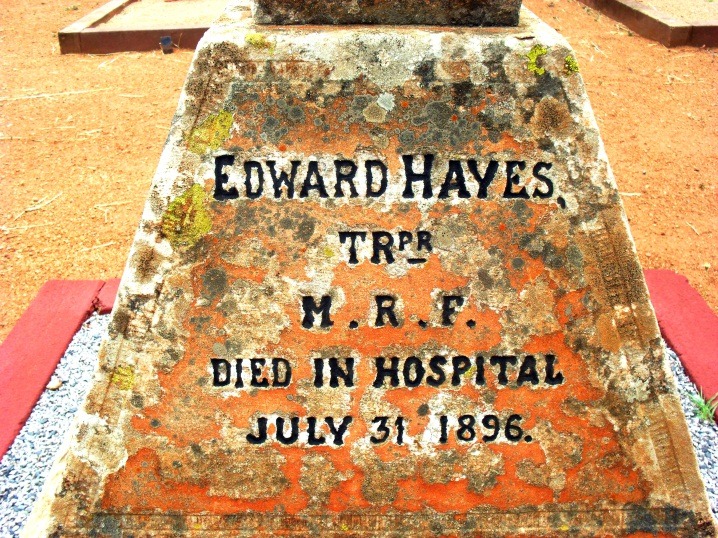 EDWARD HAYES,
TRPR
M.R.F.
DIED IN HOSPITAL
JULY 31 1896.